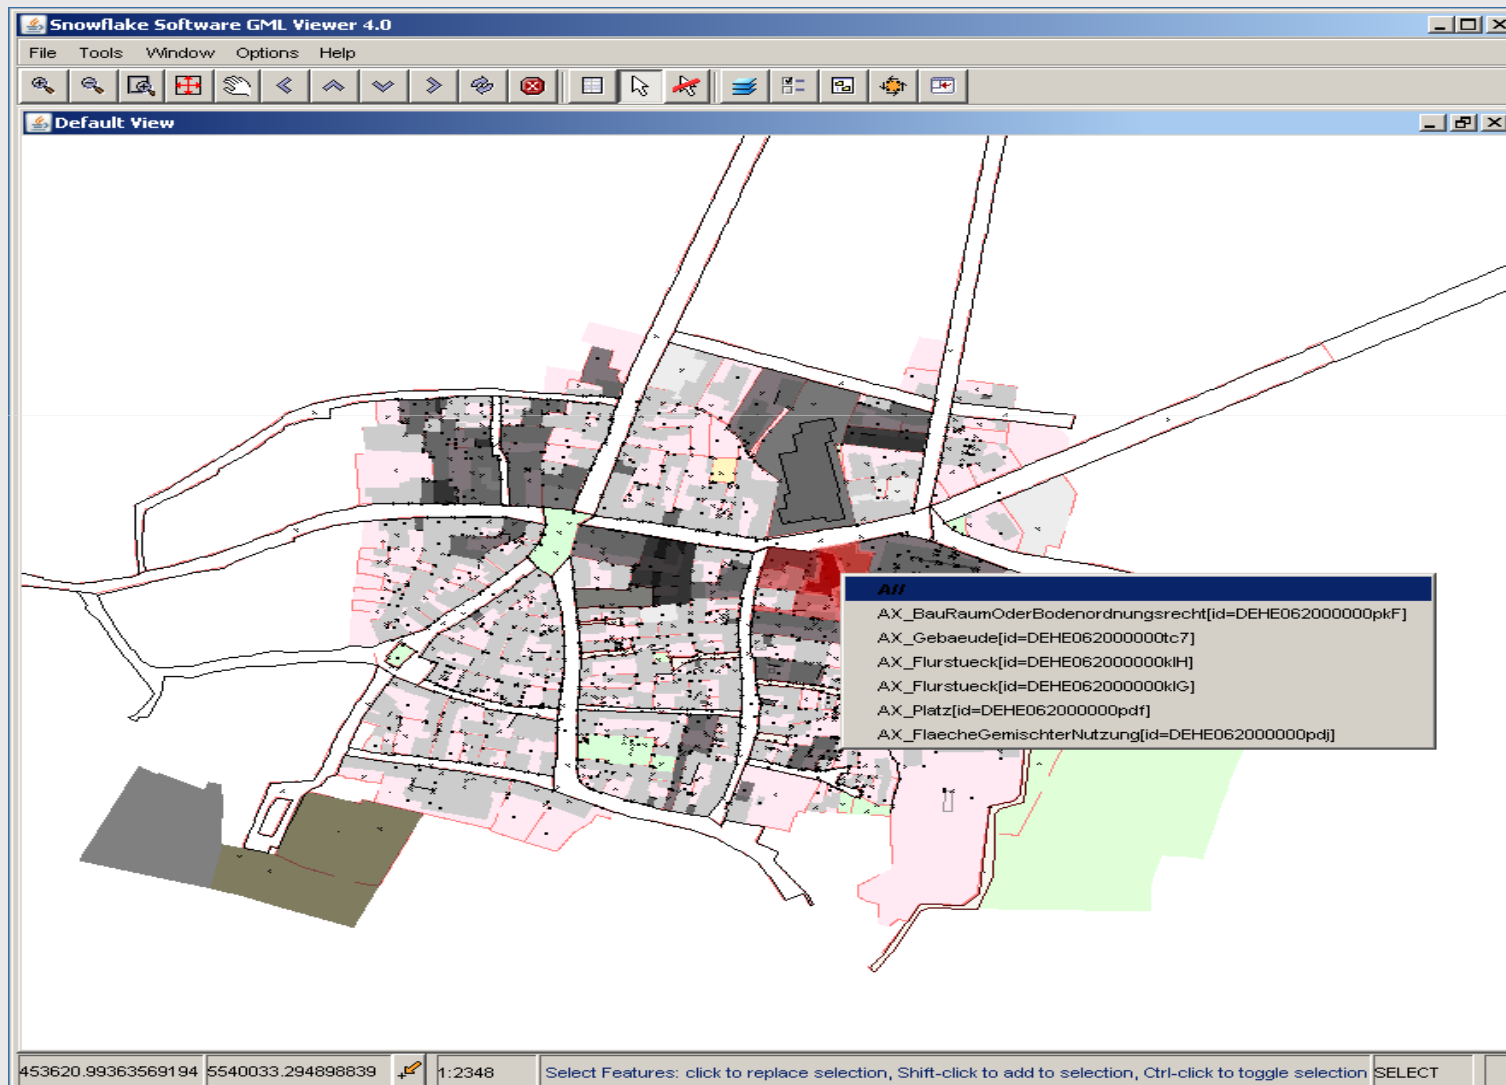 Snowflake Software GML Viewer 4.0
File Tools Window Options Help
Default View
All
AX_BauRaumOderBodenordnungsrecht[id=DEHE062000000pkF]
AX_Gebaeude[id=DEHE062000000tc7]
AX_Flurstueck[id=DEHE062000000klH]
AX_Flurstueck[id=DEHE062000000klG]
AX_Platz[id=DEHE062000000pdf]
AX_FlaecheGemischterNutzung[id=DEHE062000000pdj]
453620.99363569194 5540033.294898839 1:2348 Select Features: click to replace selection, Shift-click to add to selection, Ctrl-click to toggle selection SELECT